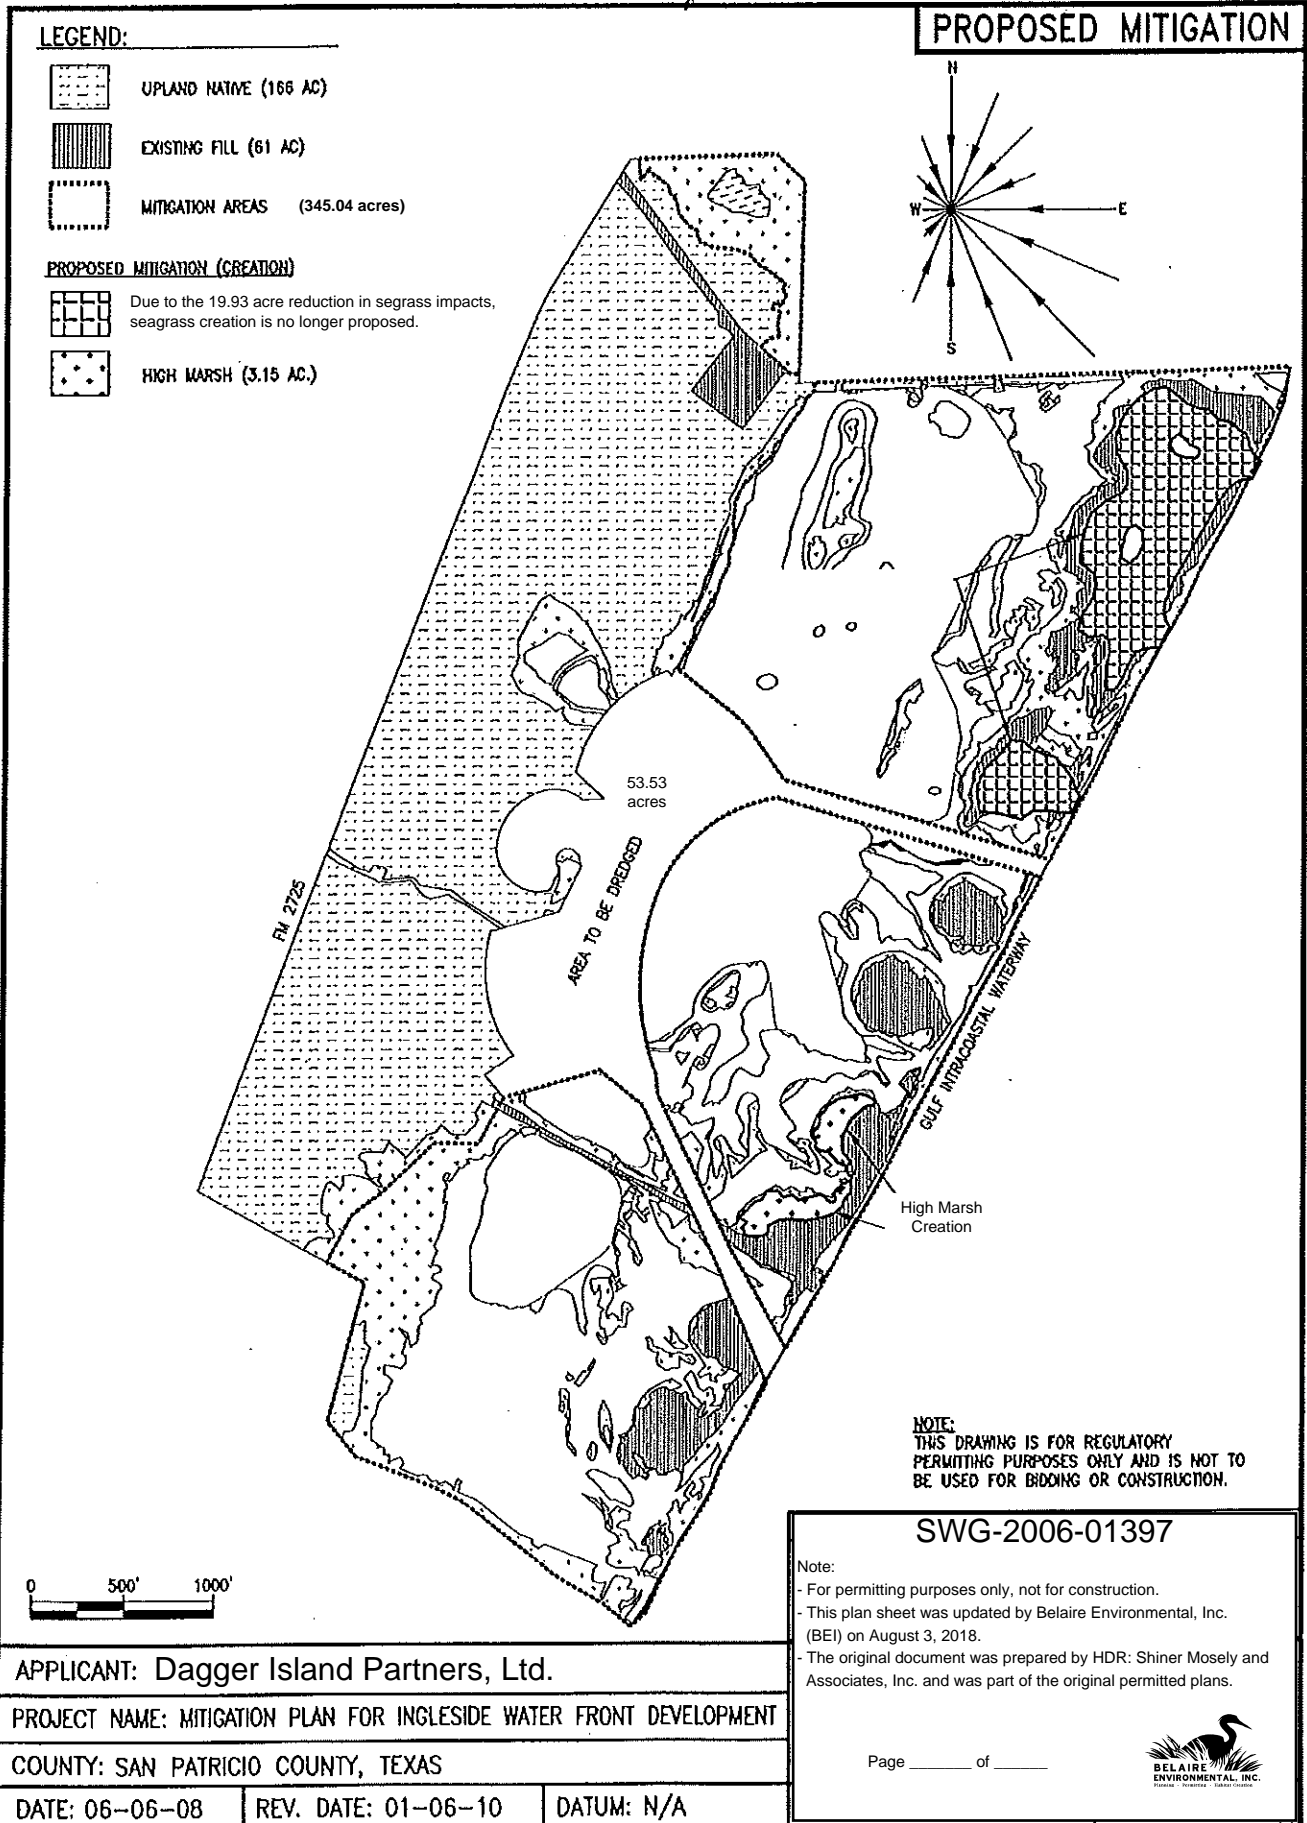 PROPOSED MITIGATION
LEGEND:
UPLAND NATIVE (166 AC)
EXISTING FILL (61 AC)
MITIGATION AREAS (345.04 acres)
PROPOSED MITIGATION (CREATION)
Due to the 19.93 acre reduction in segrass impacts,
seagrass creation is no longer proposed.
HIGH MARSH (3.15 AC.)
N
W
E
S
53.53
acres
AREA TO BE DREDGED
FM 2725
GULF INTRACOASTAL WATERWAY
High Marsh
Creation
NOTE:
THIS DRAWING IS FOR REGULATORY
PERMITTING PURPOSES ONLY AND IS NOT TO
BE USED FOR BIDDING OR CONSTRUCTION.
0 500' 1000'
SWG-2006-01397
Note:
- For permitting purposes only, not for construction.
- This plan sheet was updated by Belaire Environmental, Inc.
(BEI) on August 3, 2018.
- The original document was prepared by HDR: Shiner Mosely and
Associates, Inc. and was part of the original permitted plans.
Page _______ of ______
BELAIRE
ENVIRONMENTAL, INC.
Planning - Permitting - Habitat Creation
APPLICANT: Dagger Island Partners, Ltd.
PROJECT NAME: MITIGATION PLAN FOR INGLESIDE WATER FRONT DEVELOPMENT
COUNTY: SAN PATRICIO COUNTY, TEXAS
DATE: 06-06-08
REV. DATE: 01-06-10
DATUM: N/A